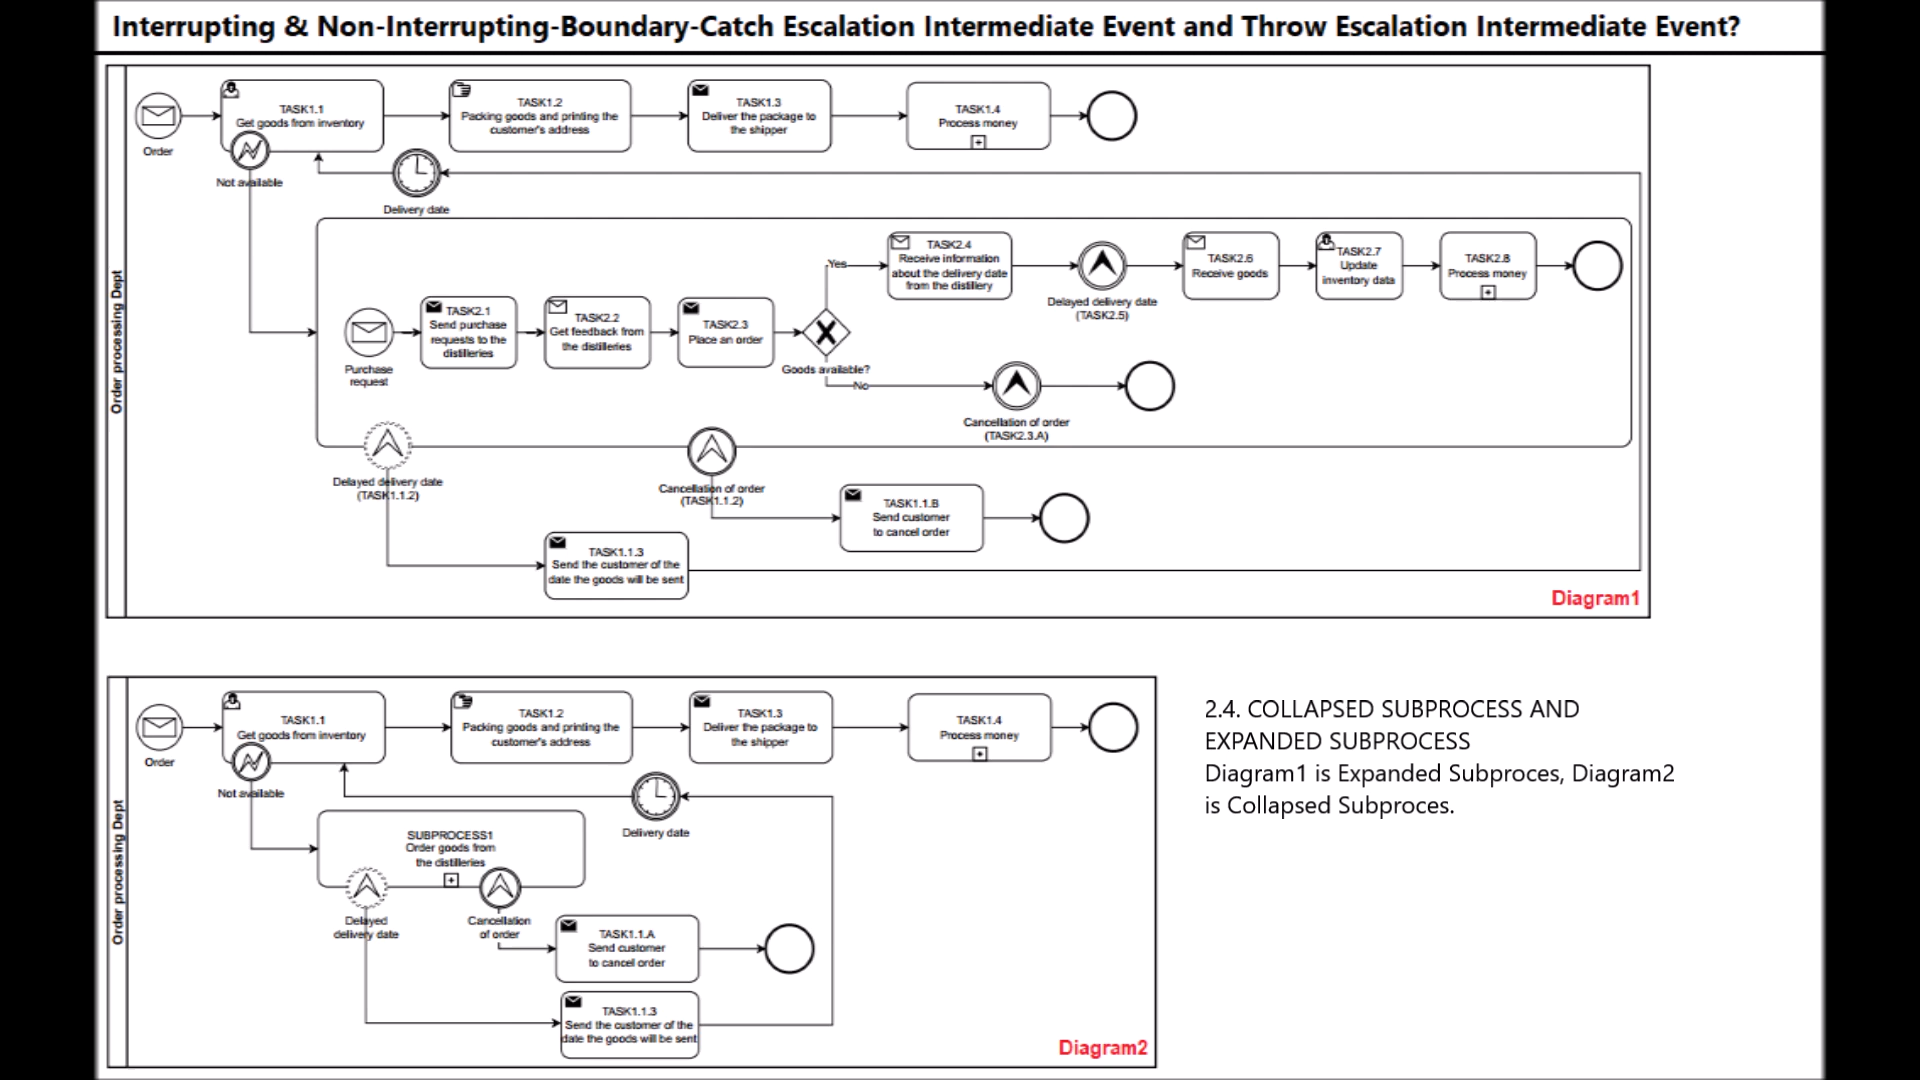 Interrupting & Non-Interrupting-Boundary-Catch Escalation Intermediate Event and Throw Escalation Intermediate Event?
Order processing Dept
Order
TASK1.1
Get goods from inventory
Not available
TASK1.2
Packing goods and printing the
customer's address
TASK1.3
Deliver the package to
the shipper
TASK1.4
Process money
Delivery date
Purchase
request
TASK2.1
Send purchase
requests to the
distilleries
TASK2.2
Get feedback from
the distilleries
TASK2.3
Place an order
Goods available?
Yes
No
TASK2.4
Receive information
about the delivery date
from the distillery
Delayed delivery date
(TASK2.5)
TASK2.6
Receive goods
TASK2.7
Update
inventory data
TASK2.8
Process money
Cancellation of order
(TASK2.3.A)
Delayed delivery date
(TASK1.1.2)
Cancellation of order
(TASK1.1.2)
TASK1.1.B
Send customer
to cancel order
TASK1.1.3
Send the customer of the
date the goods will be sent
Diagram1
Order processing Dept
Order
TASK1.1
Get goods from inventory
Not available
TASK1.2
Packing goods and printing the
customer's address
TASK1.3
Deliver the package to
the shipper
TASK1.4
Process money
Delivery date
SUBPROCESS1
Order goods from
the distilleries
Delayed
delivery date
Cancellation
of order
TASK1.1.A
Send customer
to cancel order
TASK1.1.3
Send the customer of the
date the goods will be sent
Diagram2
2.4. COLLAPSED SUBPROCESS AND
EXPANDED SUBPROCESS
Diagram1 is Expanded Subproces, Diagram2
is Collapsed Subproces.